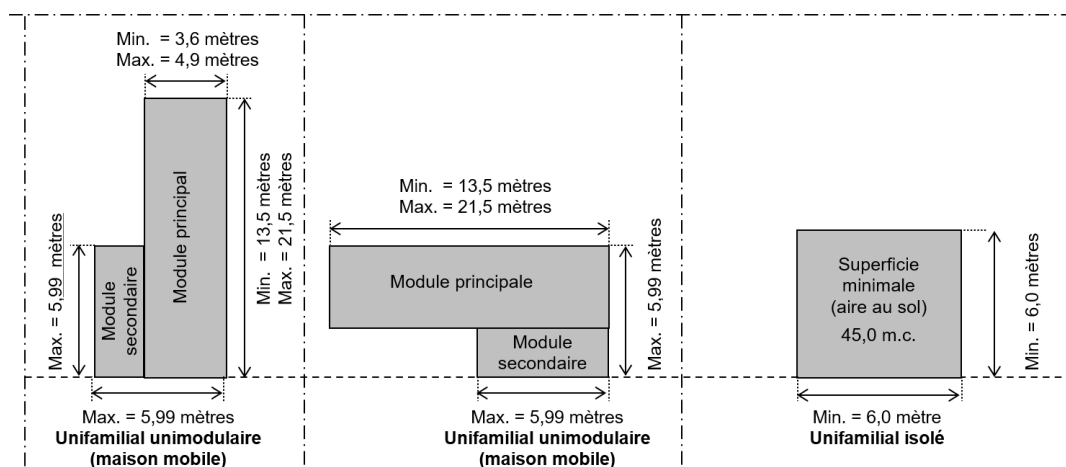 Min. = 3,6 mètres
Max. = 4,9 mètres
Module principal
Min. = 13,5 mètres
Max. = 21,5 mètres
Max. = 5,99 mètres
Module
secondaire
Max. = 5,99 mètres
Unifamilial unimodulaire
(maison mobile)
Min. = 13,5 mètres
Max. = 21,5 mètres
Module principale
Max. = 5,99 mètres
Module
secondaire
Max. = 5,99 mètres
Unifamilial unimodulaire
(maison mobile)
Superficie
minimale
(aire au sol)
45,0 m.c.
Min. = 6,0 mètres
Min. = 6,0 mètre
Unifamilial isolé